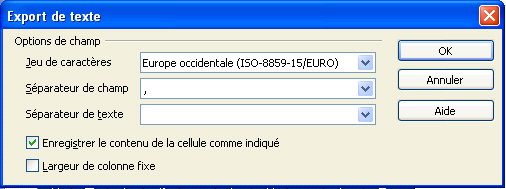 Export de texte
Options de champ
Jeu de caractères Europe occidentale (ISO-8859-15/EURO) OK
Séparateur de champ , Annuler
Séparateur de texte Aide
Enregistrer le contenu de la cellule comme indiqué
Largeur de colonne fixe